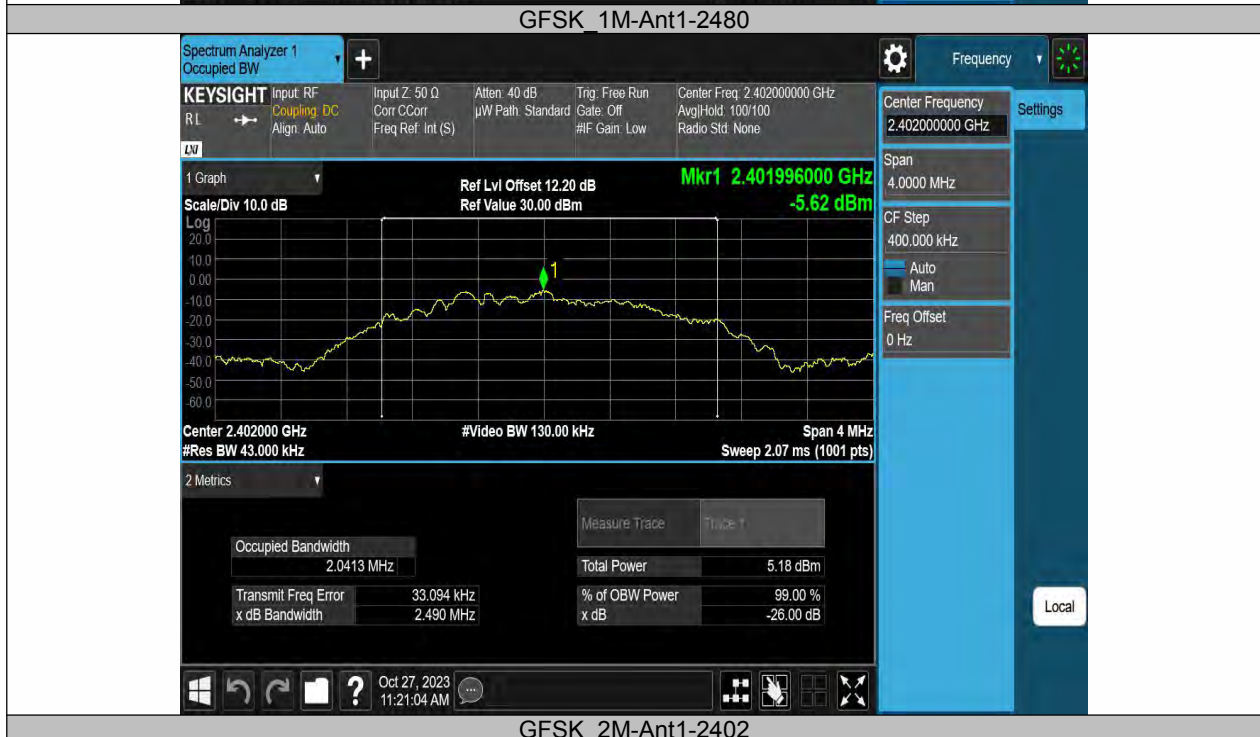 GFSK_1M-Ant1-2480
Spectrum Analyzer 1
Occupied BW
+
Frequency
KEYSIGHT
RL
LXI
Input: RF
Coupling: DC
Align: Auto
Input Z: 50 Ω
Corr CCorr
Freq Ref: Int (S)
Atten: 40 dB
µW Path: Standard
Trig: Free Run
Gate: Off
#IF Gain: Low
Center Freq: 2.402000000 GHz
Avg|Hold: 100/100
Radio Std: None
Center Frequency
2.402000000 GHz
Settings
Span
4.0000 MHz
CF Step
400.000 kHz
Auto
Man
Freq Offset
0 Hz
1 Graph
Scale/Div 10.0 dB
Ref Lvl Offset 12.20 dB
Ref Value 30.00 dBm
Mkr1 2.401996000 GHz
-5.62 dBm
Log
20.0
10.0
0.00
-10.0
-20.0
-30.0
-40.0
-50.0
-60.0
1
Center 2.402000 GHz
#Res BW 43.000 kHz
#Video BW 130.00 kHz
Span 4 MHz
Sweep 2.07 ms (1001 pts)
2 Metrics
Measure Trace Trace 1
Occupied Bandwidth
2.0413 MHz
Total Power 5.18 dBm
Transmit Freq Error 33.094 kHz
% of OBW Power 99.00 %
x dB Bandwidth 2.490 MHz
x dB -26.00 dB
Local
?
Oct 27, 2023
11:21:04 AM
GFSK_2M-Ant1-2402